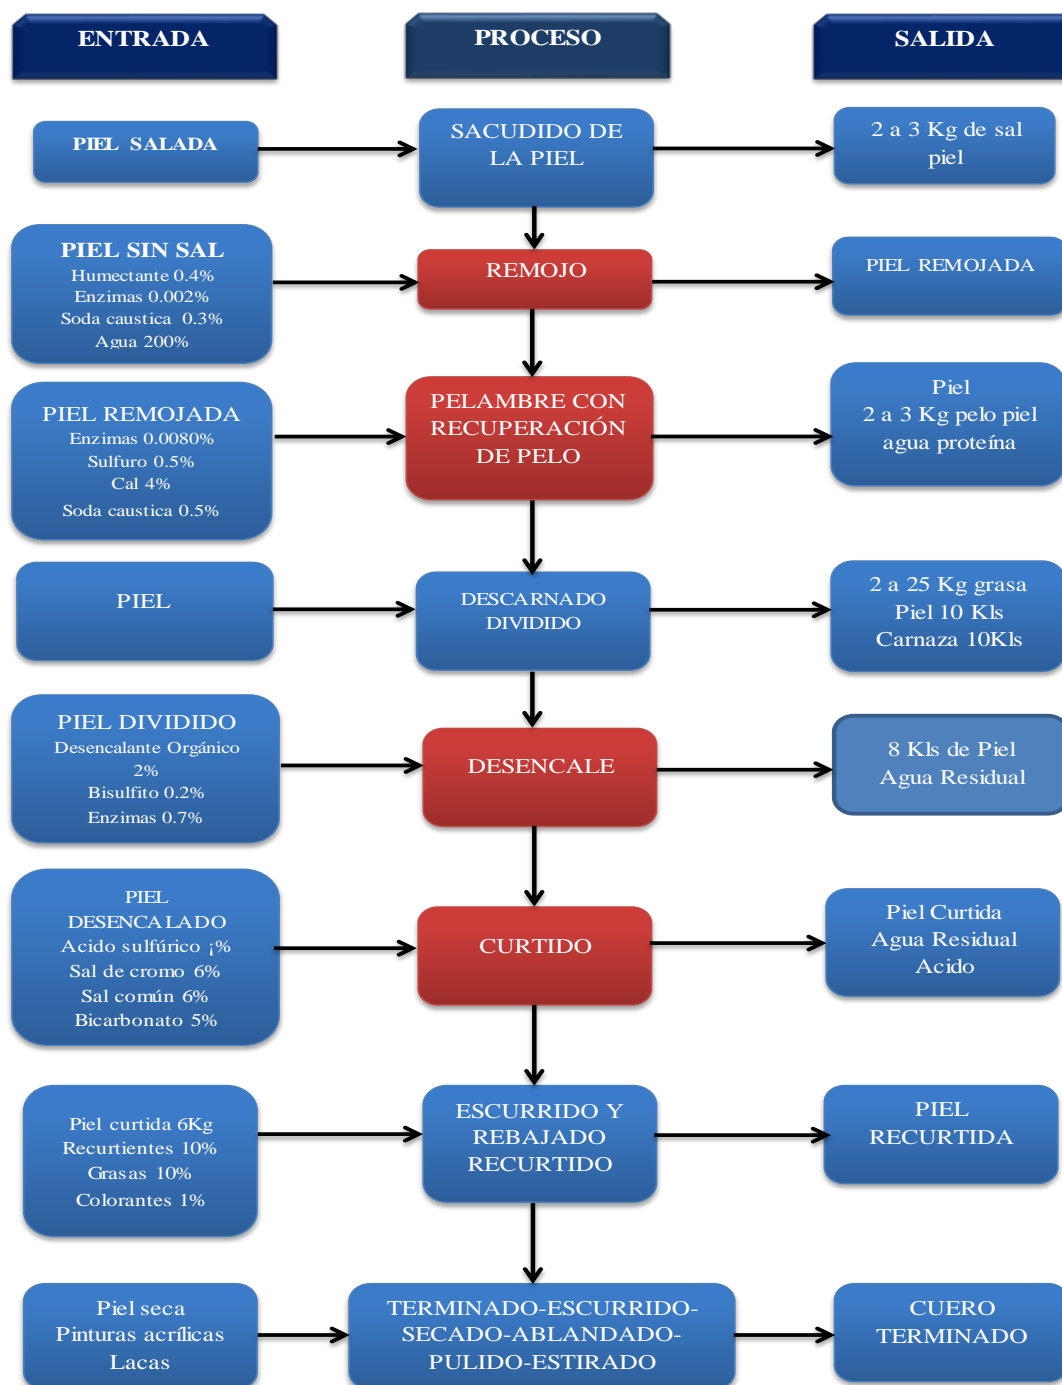 ENTRADA
PROCESO
SALIDA
PIEL SALADA
SACUDIDO DE
LA PIEL
2 a 3 Kg de sal
piel
PIEL SIN SAL
Humectante 0.4%
Enzimas 0.002%
Soda caustica 0.3%
Agua 200%
REMOJO
PIEL REMOJADA
PIEL REMOJADA
Enzimas 0.0080%
Sulfuro 0.5%
Cal 4%
Soda caustica 0.5%
PELAMBRE CON
RECUPERACIÓN
DE PELO
Piel
2 a 3 Kg pelo piel
agua proteína
PIEL
DESCARNADO
DIVIDIDO
2 a 25 Kg grasa
Piel 10 Kls
Carnaza 10Kls
PIEL DIVIDIDO
Desencalante Orgánico
2%
Bisulfito 0.2%
Enzimas 0.7%
DESENCALE
8 Kls de Piel
Agua Residual
PIEL
DESENCALADO
Acido sulfúrico ¡%
Sal de cromo 6%
Sal común 6%
Bicarbonato 5%
CURTIDO
Piel Curtida
Agua Residual
Acido
Piel curtida 6Kg
Recurtientes 10%
Grasas 10%
Colorantes 1%
ESCURRIDO Y
REBAJADO
RECURTIDO
PIEL
RECURTIDA
Piel seca
Pinturas acrílicas
Lacas
TERMINADO-ESCURRIDO-
SECADO-ABLANDADO-
PULIDO-ESTIRADO
CUERO
TERMINADO